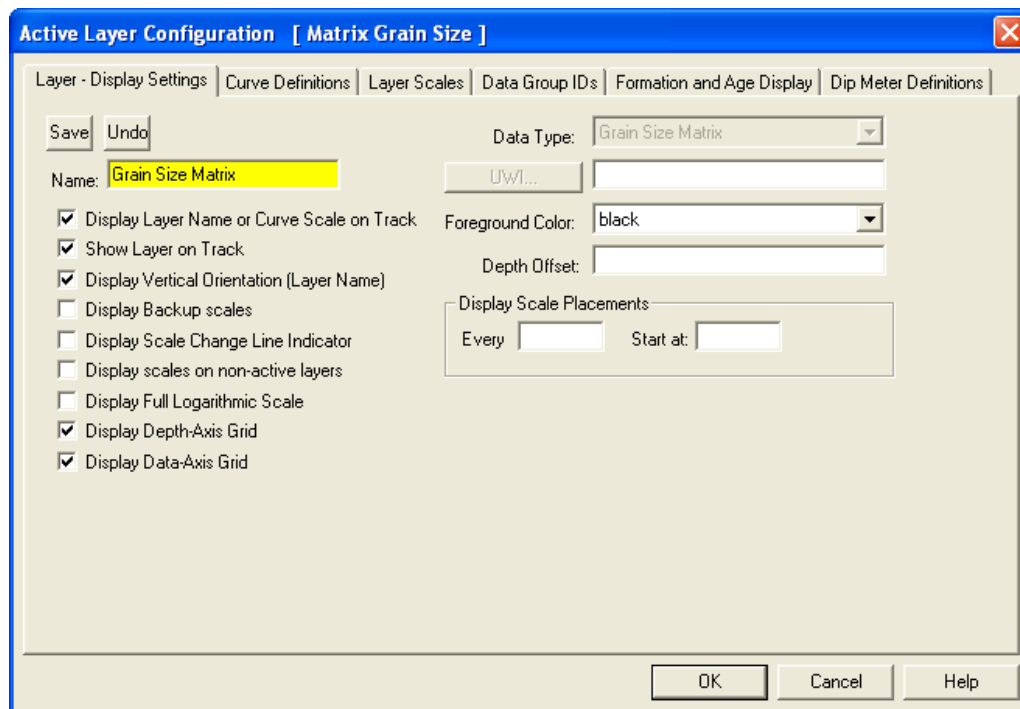 Active Layer Configuration [ Matrix Grain Size ]
Layer - Display Settings Curve Definitions Layer Scales Data Group IDs Formation and Age Display Dip Meter Definitions
Save Undo
Name: Grain Size Matrix
Display Layer Name or Curve Scale on Track
Show Layer on Track
Display Vertical Orientation (Layer Name)
Display Backup scales
Display Scale Change Line Indicator
Display scales on non-active layers
Display Full Logarithmic Scale
Display Depth-Axis Grid
Display Data-Axis Grid
Data Type: Grain Size Matrix
UWI...
Foreground Color: black
Depth Offset:
Display Scale Placements
Every Start at:
OK Cancel Help